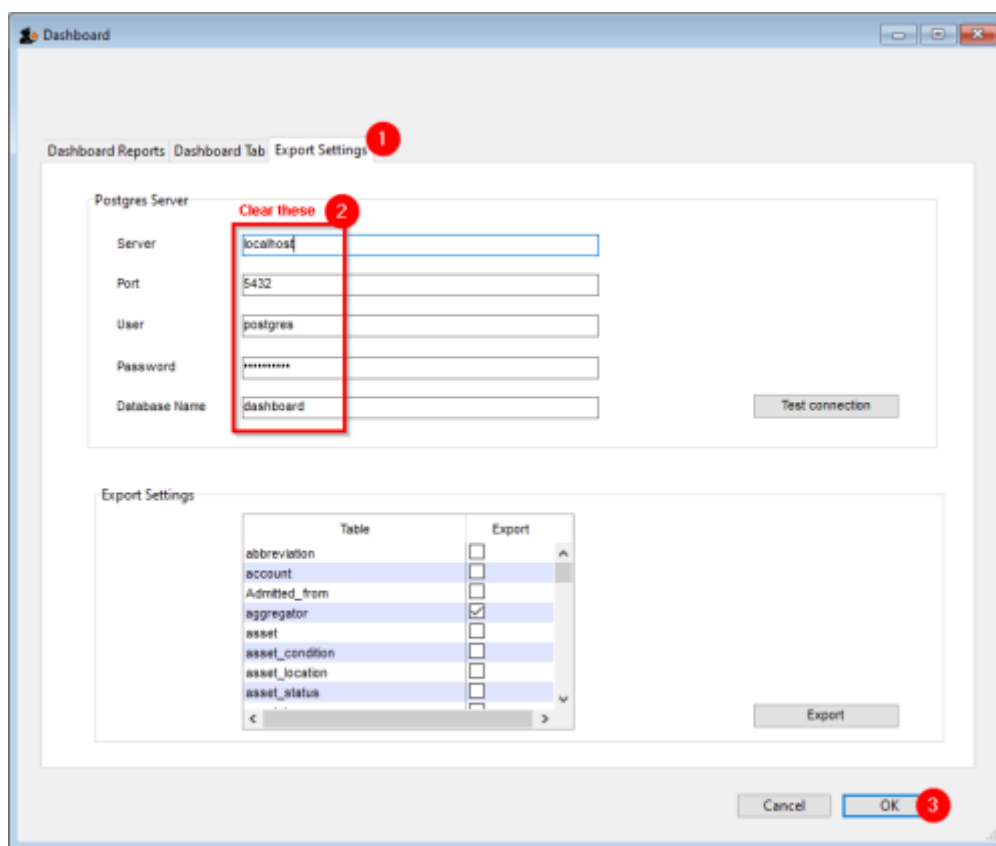 Dashboard
Dashboard Reports Dashboard Tab Export Settings 1
Postgres Server
Clear these 2
Server localhost
Port 5432
User postgres
Password •••••••••••
Database Name dashboard
Test connection
Export Settings
Table Export
abbreviation
account
Admitted_from
aggregator
asset
asset_condition
asset_location
asset_status
Export
Cancel OK 3